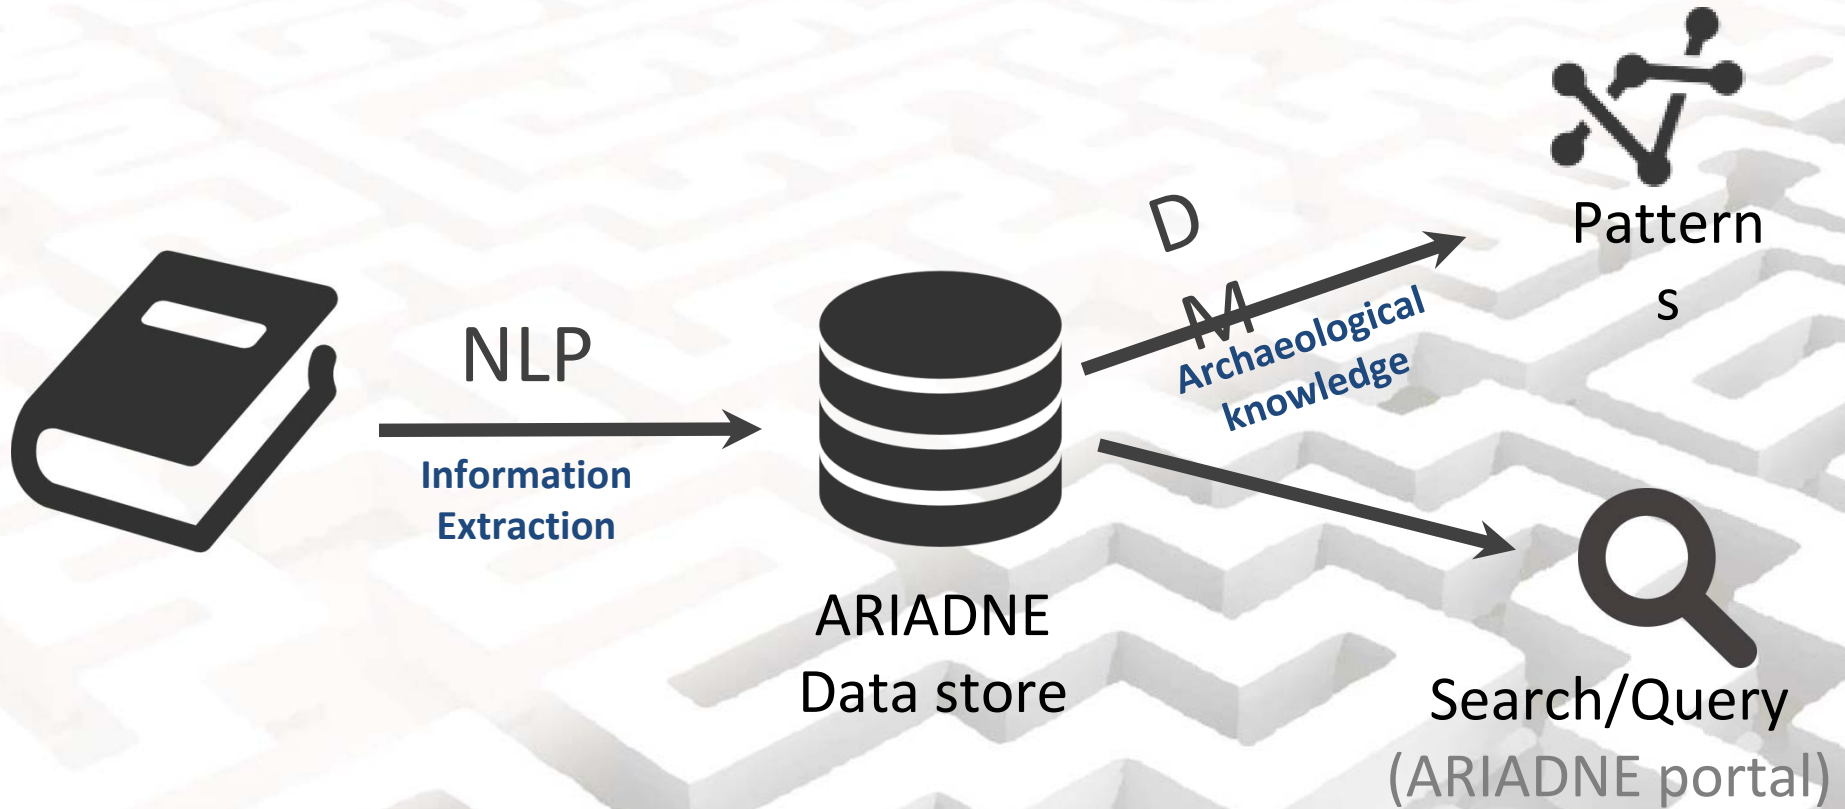 NLP
Information
Extraction
ARIADNE
Data store
D
M
Archaeological
knowledge
Pattern
s
Search/Query
(ARIADNE portal)